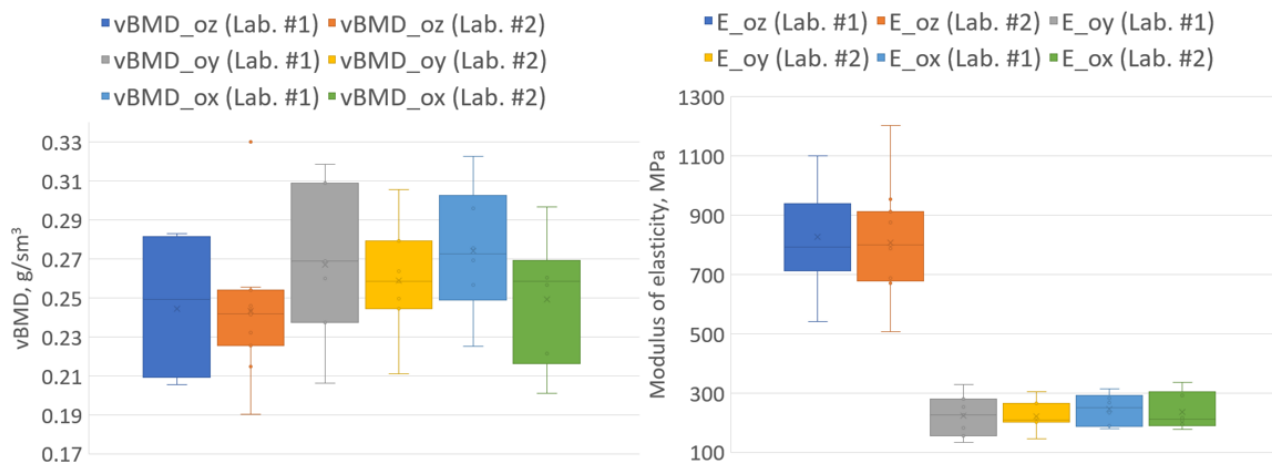 vBMD_oz (Lab. #1) vBMD_oz (Lab. #2)
vBMD_oy (Lab. #1) vBMD_oy (Lab. #2)
vBMD_ox (Lab. #1) vBMD_ox (Lab. #2)
vBMD, g/sm³
0.33
0.31
0.29
0.27
0.25
0.23
0.21
0.19
0.17
E_oz (Lab. #1) E_oz (Lab. #2) E_oy (Lab. #1)
E_oy (Lab. #2) E_ox (Lab. #1) E_ox (Lab. #2)
Modulus of elasticity, MPa
1300
1100
900
700
500
300
100